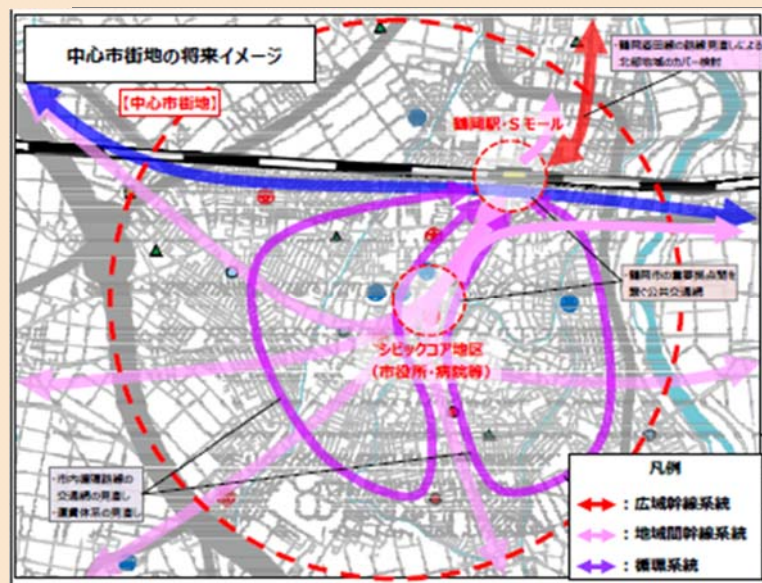 中心市街地の将来イメージ
【中心市街地】
・鶴岡酒田線の路線見直しによる
北部地域のカバー検討
鶴岡駅・Sモール
・鶴岡市の重要拠点間を
繋ぐ公共交通網
シビックコア地区
（市役所・病院等）
・市内循環路線の
交通網の見直し
・運賃体系の見直し
凡例
：広域幹線系統
：地域間幹線系統
：循環系統